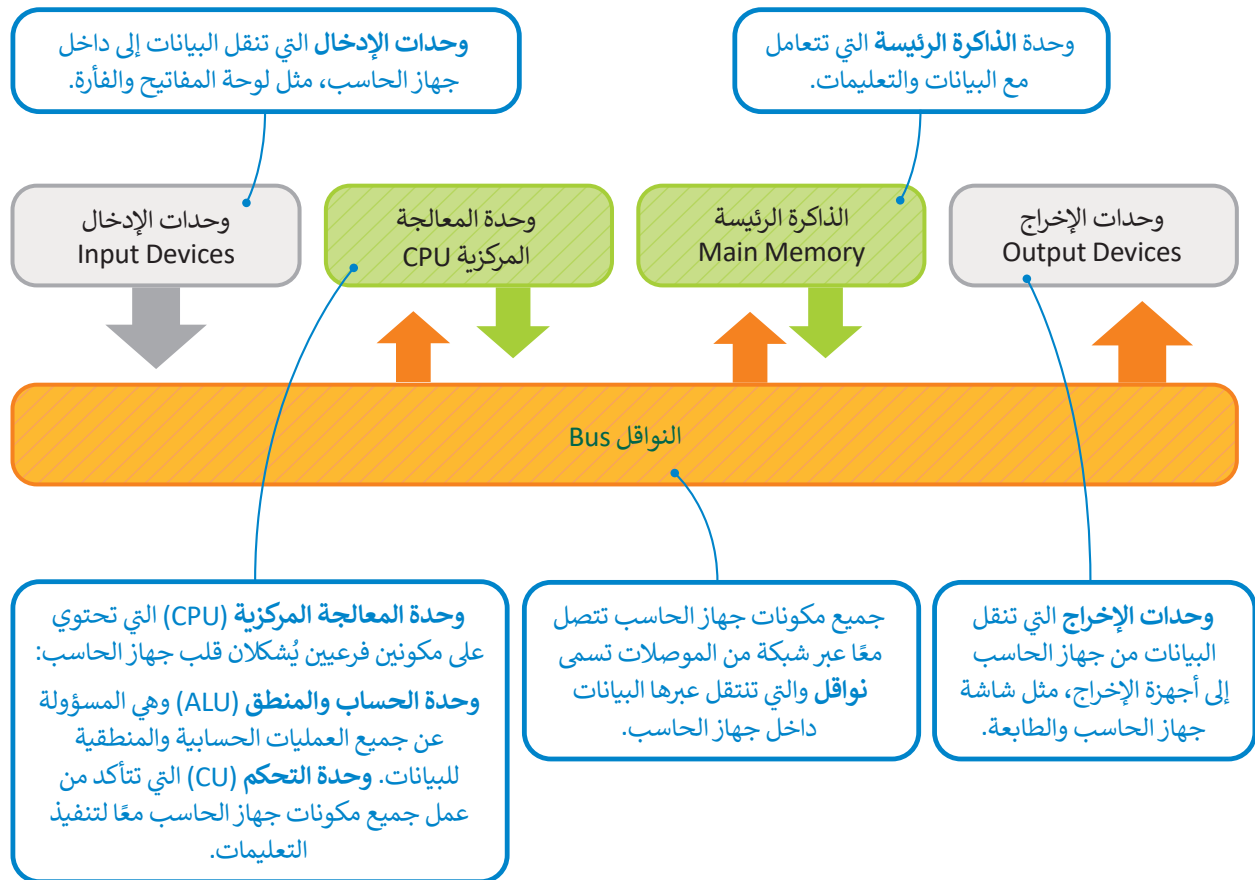 وحدة الذاكرة الرئيسة التي تتعامل
مع البيانات والتعليمات.
وحدات الإدخال التي تنقل البيانات إلى داخل
جهاز الحاسب، مثل لوحة المفاتيح والفأرة.
وحدات الإخراج
Output Devices
الذاكرة الرئيسة
Main Memory
وحدة المعالجة
المركزية CPU
وحدات الإدخال
Input Devices
النواقل Bus
وحدات الإخراج التي تنقل
البيانات من جهاز الحاسب
إلى أجهزة الإخراج، مثل شاشة
جهاز الحاسب والطابعة.
جميع مكونات جهاز الحاسب تتصل
معًا عبر شبكة من الموصلات تسمى
نواقل والتي تنتقل عبرها البيانات
داخل جهاز الحاسب.
وحدة المعالجة المركزية (CPU) التي تحتوي
على مكونين فرعيين يُشكلان قلب جهاز الحاسب:
وحدة الحساب والمنطق (ALU) وهي المسؤولة
عن جميع العمليات الحسابية والمنطقية
للبيانات. وحدة التحكم (CU) التي تتأكد من
عمل جميع مكونات جهاز الحاسب معًا لتنفيذ
التعليمات.